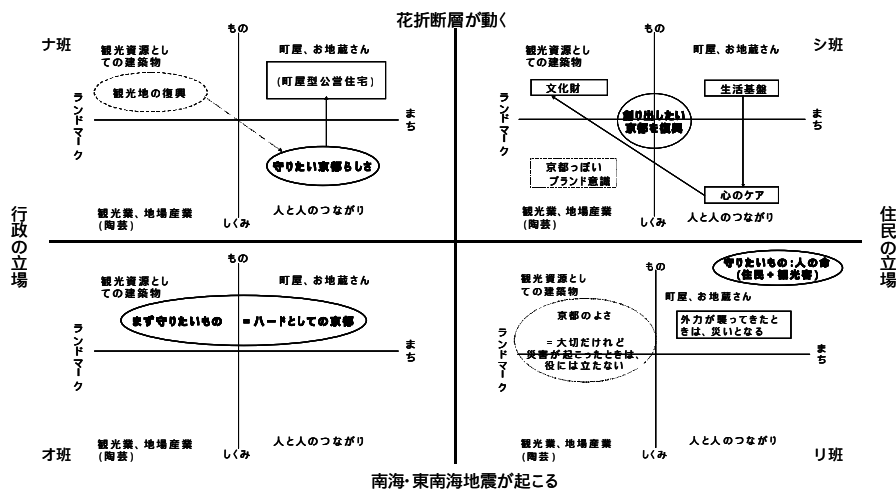 花折断層が動く
ナ班
もの
観光資源とし
ての建築物
町屋、お地蔵さん
観光地の復興
(町屋型公営住宅)
ランドマーク
まち
守りたい京都らしさ
観光業、地場産業
(陶芸)
しくみ
人と人のつながり
シ班
もの
観光資源とし
ての建築物
町屋、お地蔵さん
文化財
生活基盤
創り出したい
京都を復興
ランドマーク
まち
京都っぽい
ブランド意識
心のケア
観光業、地場産業
(陶芸)
しくみ
人と人のつながり
行政の立場
住民の立場
もの
観光資源とし
ての建築物
町屋、お地蔵さん
まず守りたいもの =ハードとしての京都
ランドマーク
まち
オ班
観光業、地場産業
(陶芸)
しくみ
人と人のつながり
もの
守りたいもの:人の命
(住民+観光客)
観光資源とし
ての建築物
町屋、お地蔵さん
京都のよさ
=大切だけれど
災害が起こったときは、
役には立たない
外力が襲ってきたと
きは、災いとなる
ランドマーク
まち
観光業、地場産業
(陶芸)
しくみ
人と人のつながり
リ班
南海・東南海地震が起こる